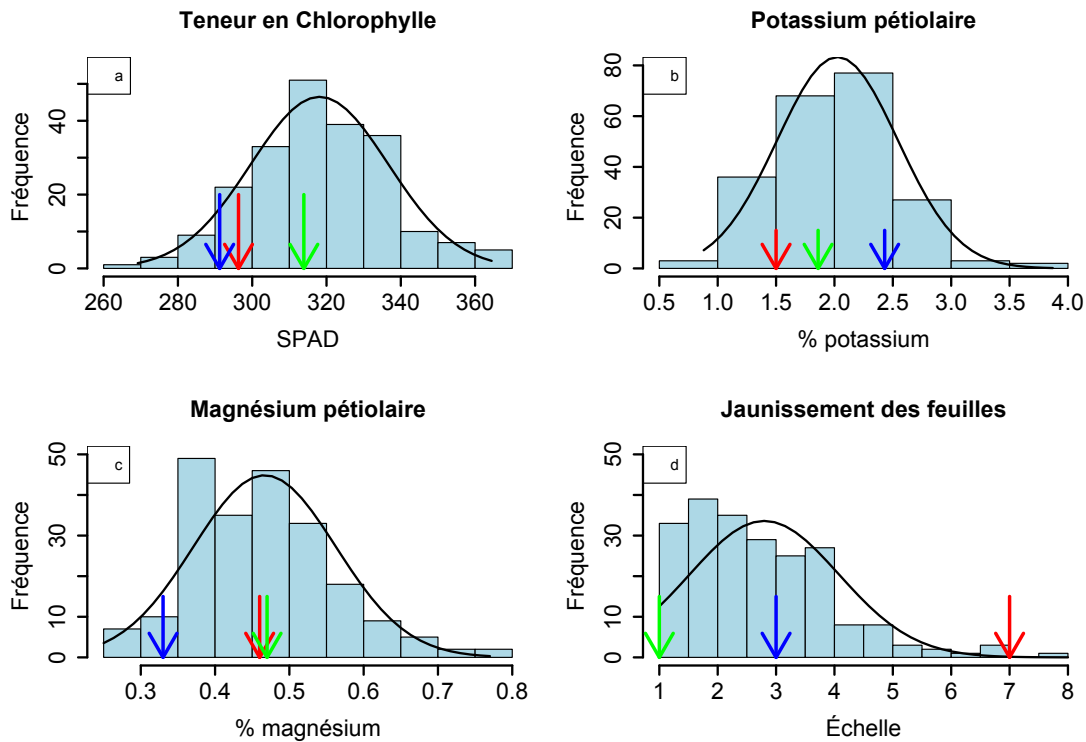 Teneur en Chlorophylle
a
Fréquence
0
20
40
260 280 300 320 340 360
SPAD
Potassium pétiolaire
b
Fréquence
0
20
40
60
80
0.5 1.0 1.5 2.0 2.5 3.0 3.5 4.0
% potassium
Magnésium pétiolaire
c
Fréquence
0
10
30
50
0.3 0.4 0.5 0.6 0.7 0.8
% magnésium
Jaunissement des feuilles
d
Fréquence
0
10
30
50
1 2 3 4 5 6 7 8
Échelle